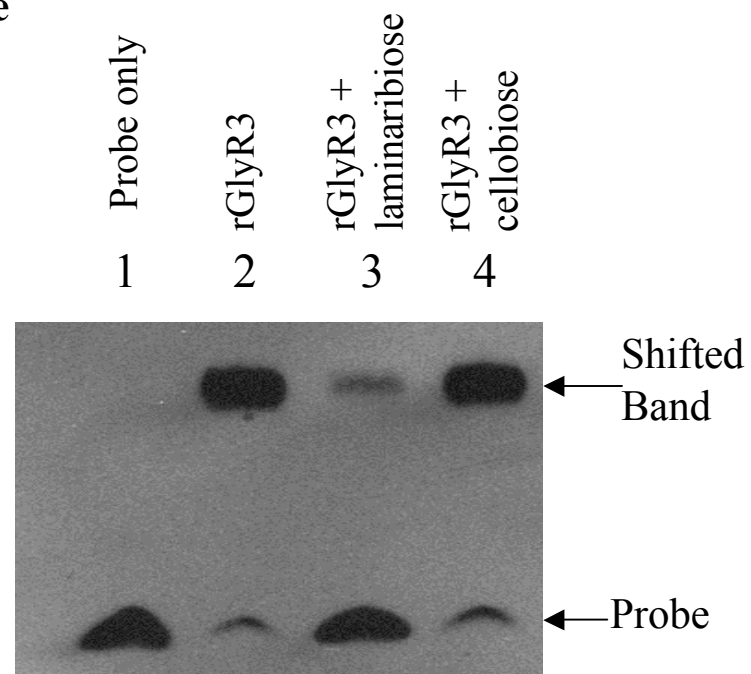 e
Probe only
rGlyR3
rGlyR3 +
laminaribiose
rGlyR3 +
cellobiose
1
2
3
4
Shifted
Band
Probe